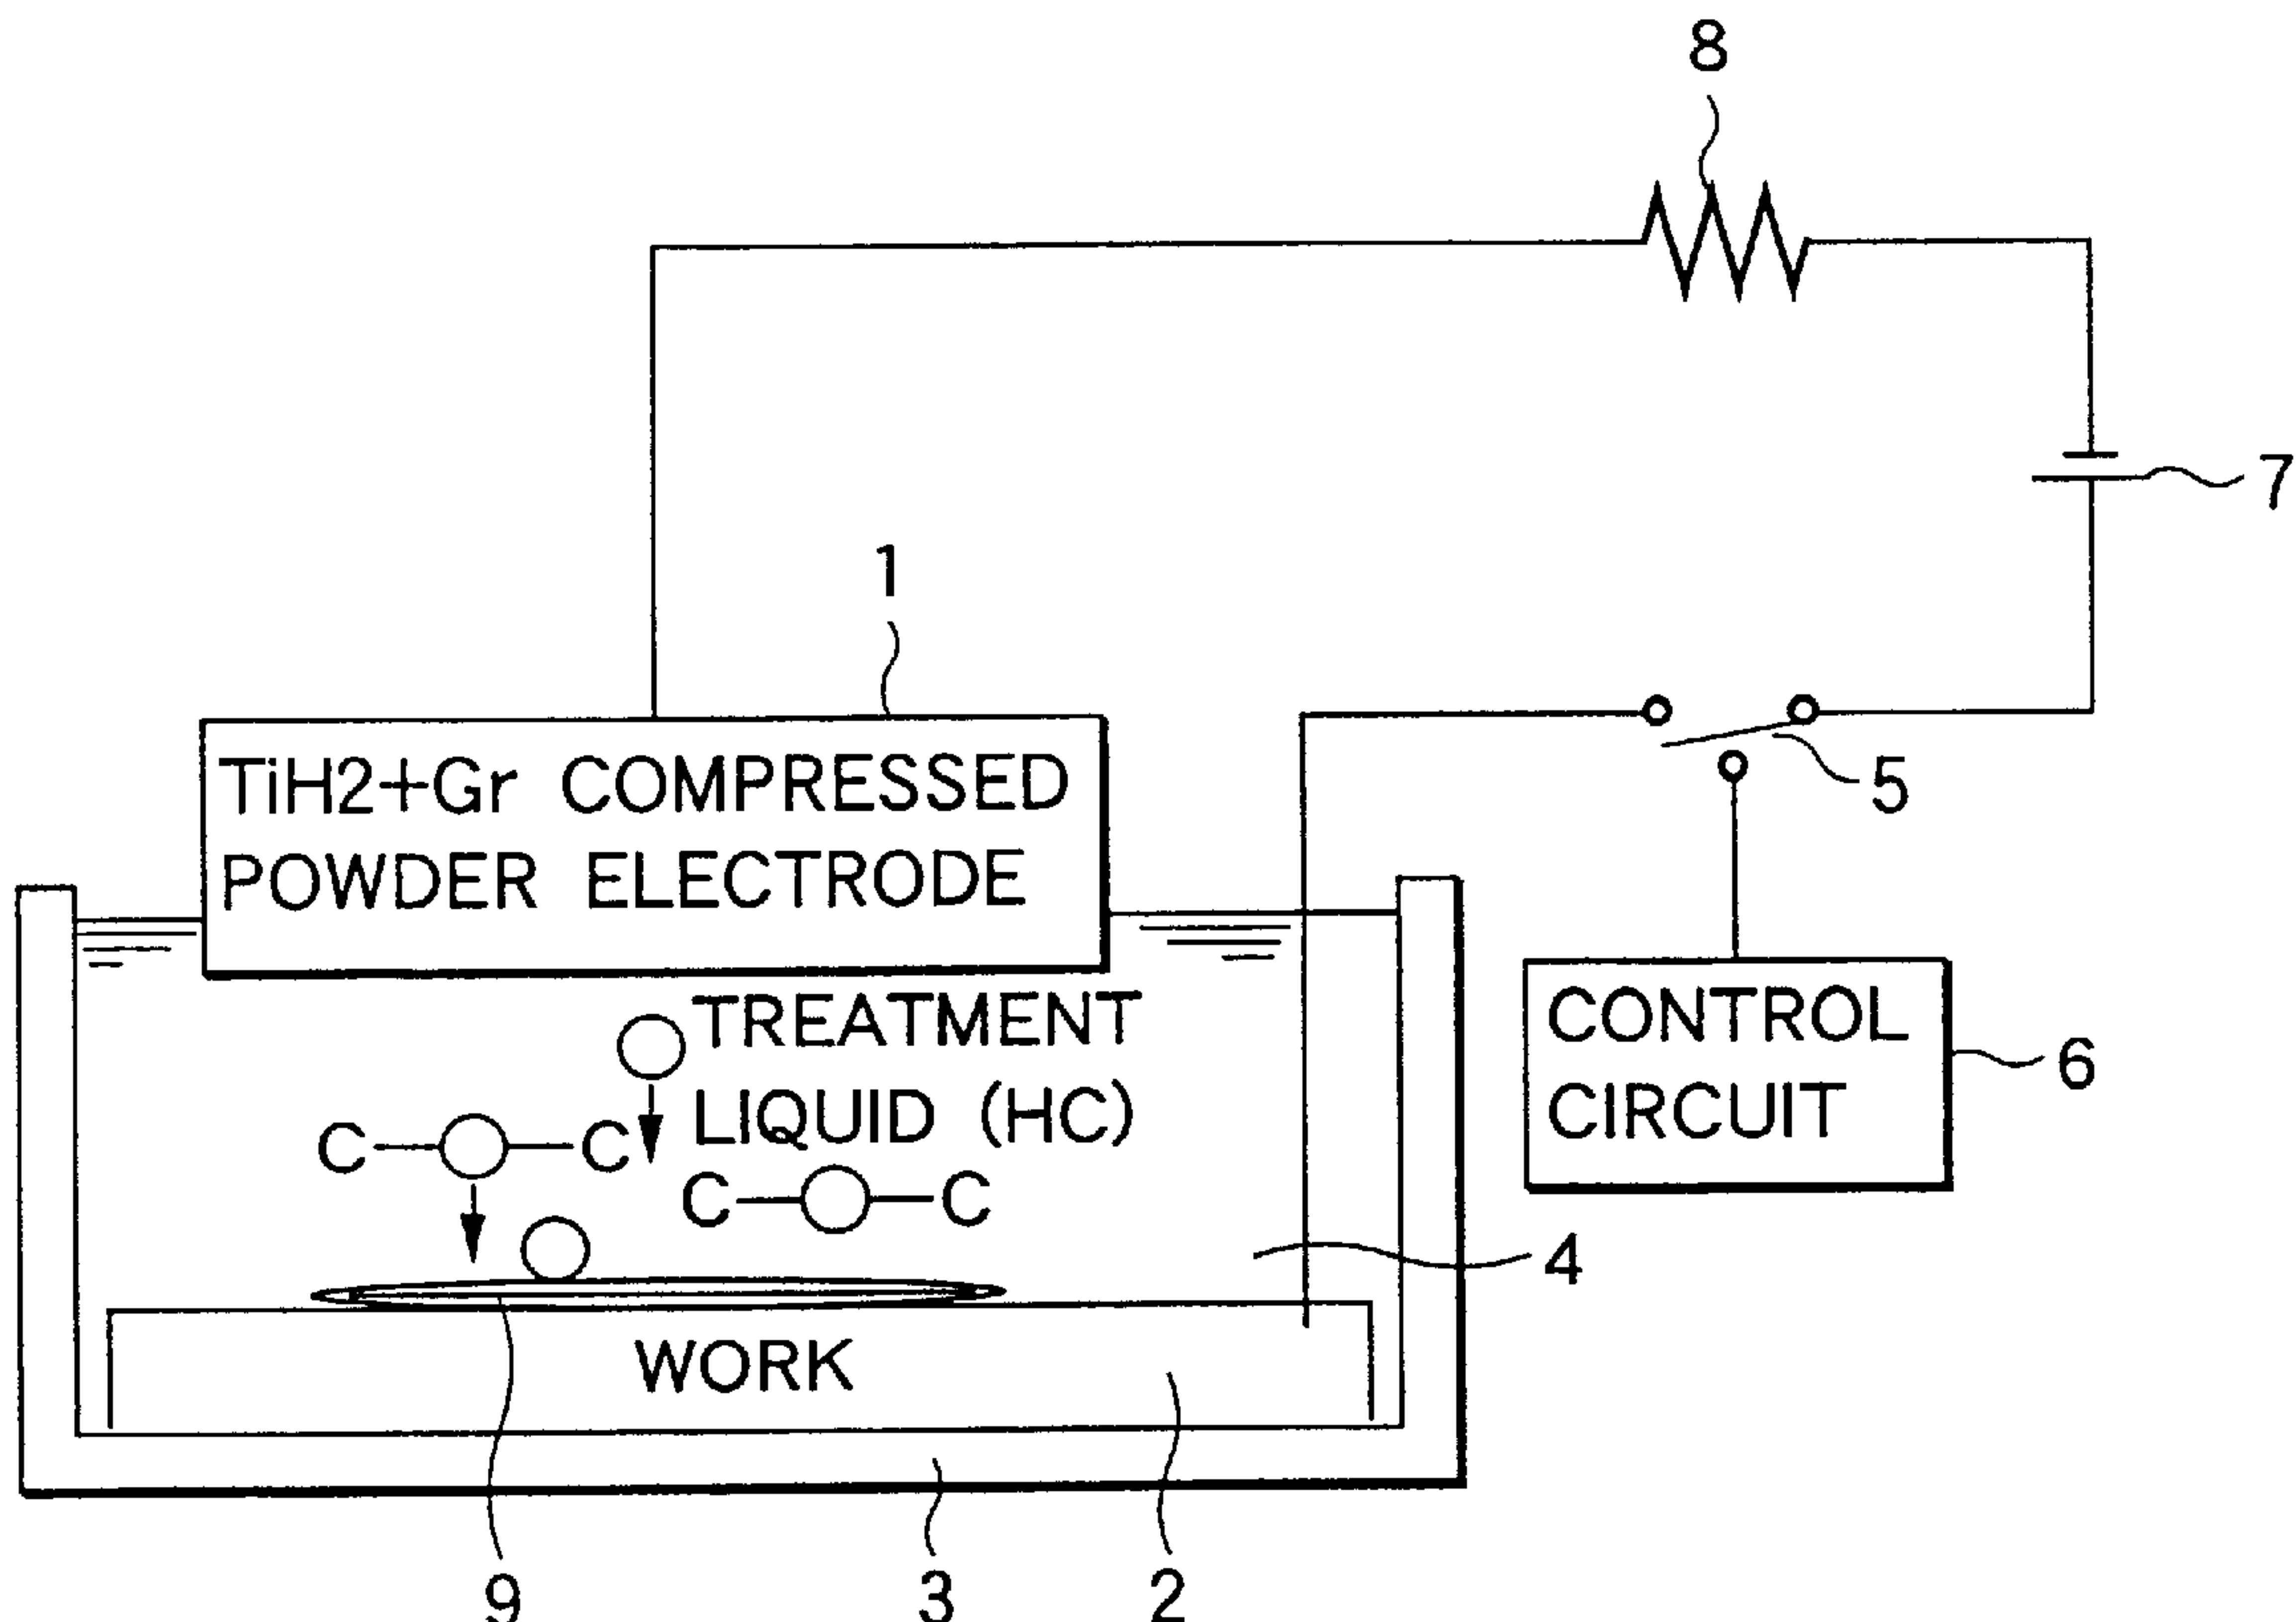 8
7
1
TiH2+Gr COMPRESSED
POWDER ELECTRODE
5
TREATMENT
LIQUID (HC)
C C
C C
CONTROL
CIRCUIT
6
4
WORK
9
3
2